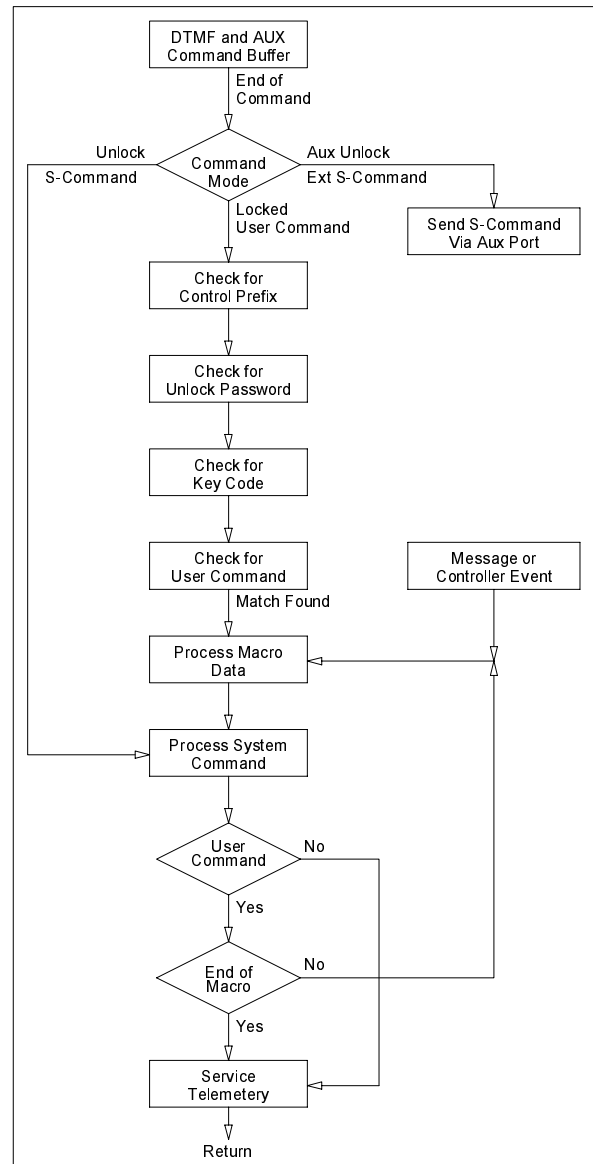 DTMF and AUX
Command Buffer
End of
Command
Unlock
S-Command
Command
Mode
Aux Unlock
Ext S-Command
Locked
User Command
Send S-Command
Via Aux Port
Check for
Control Prefix
Check for
Unlock Password
Check for
Key Code
Check for
User Command
Message or
Controller Event
Match Found
Process Macro
Data
Process System
Command
User
Command
No
Yes
End of
Macro
No
Yes
Service
Telemetery
Return